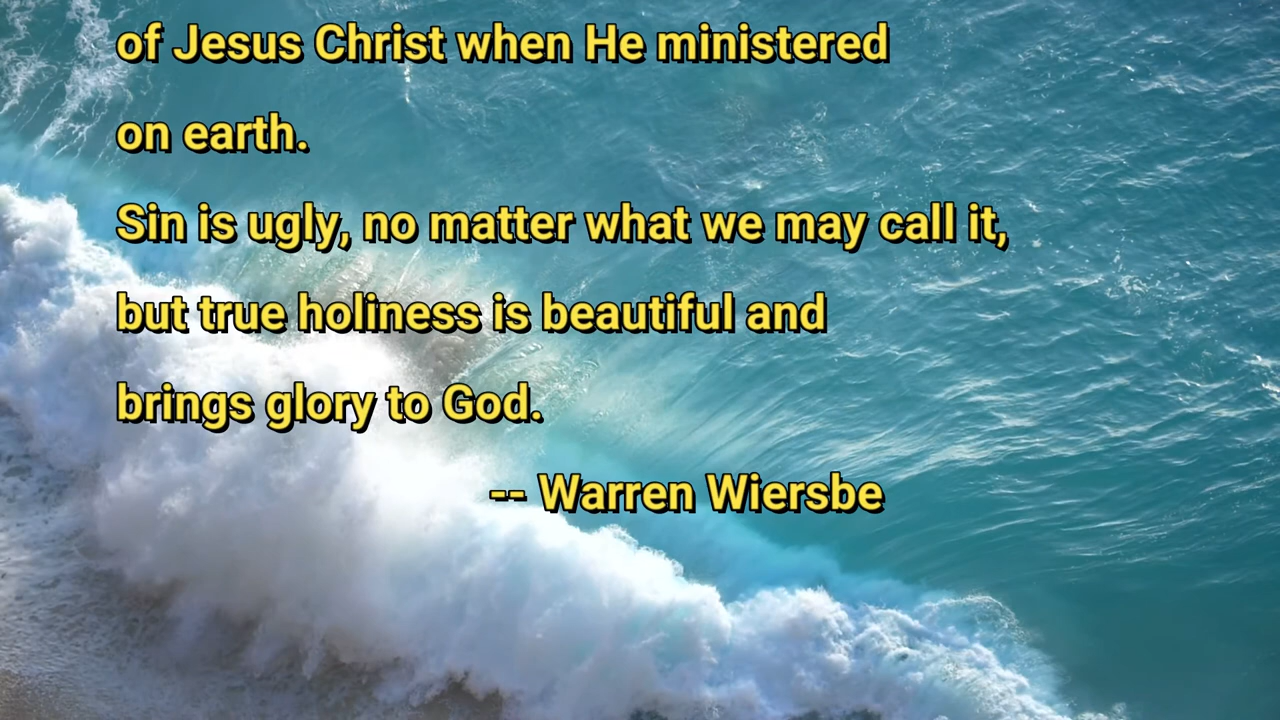 of Jesus Christ when He ministered
on earth.
Sin is ugly, no matter what we may call it,
but true holiness is beautiful and
brings glory to God.
-- Warren Wiersbe